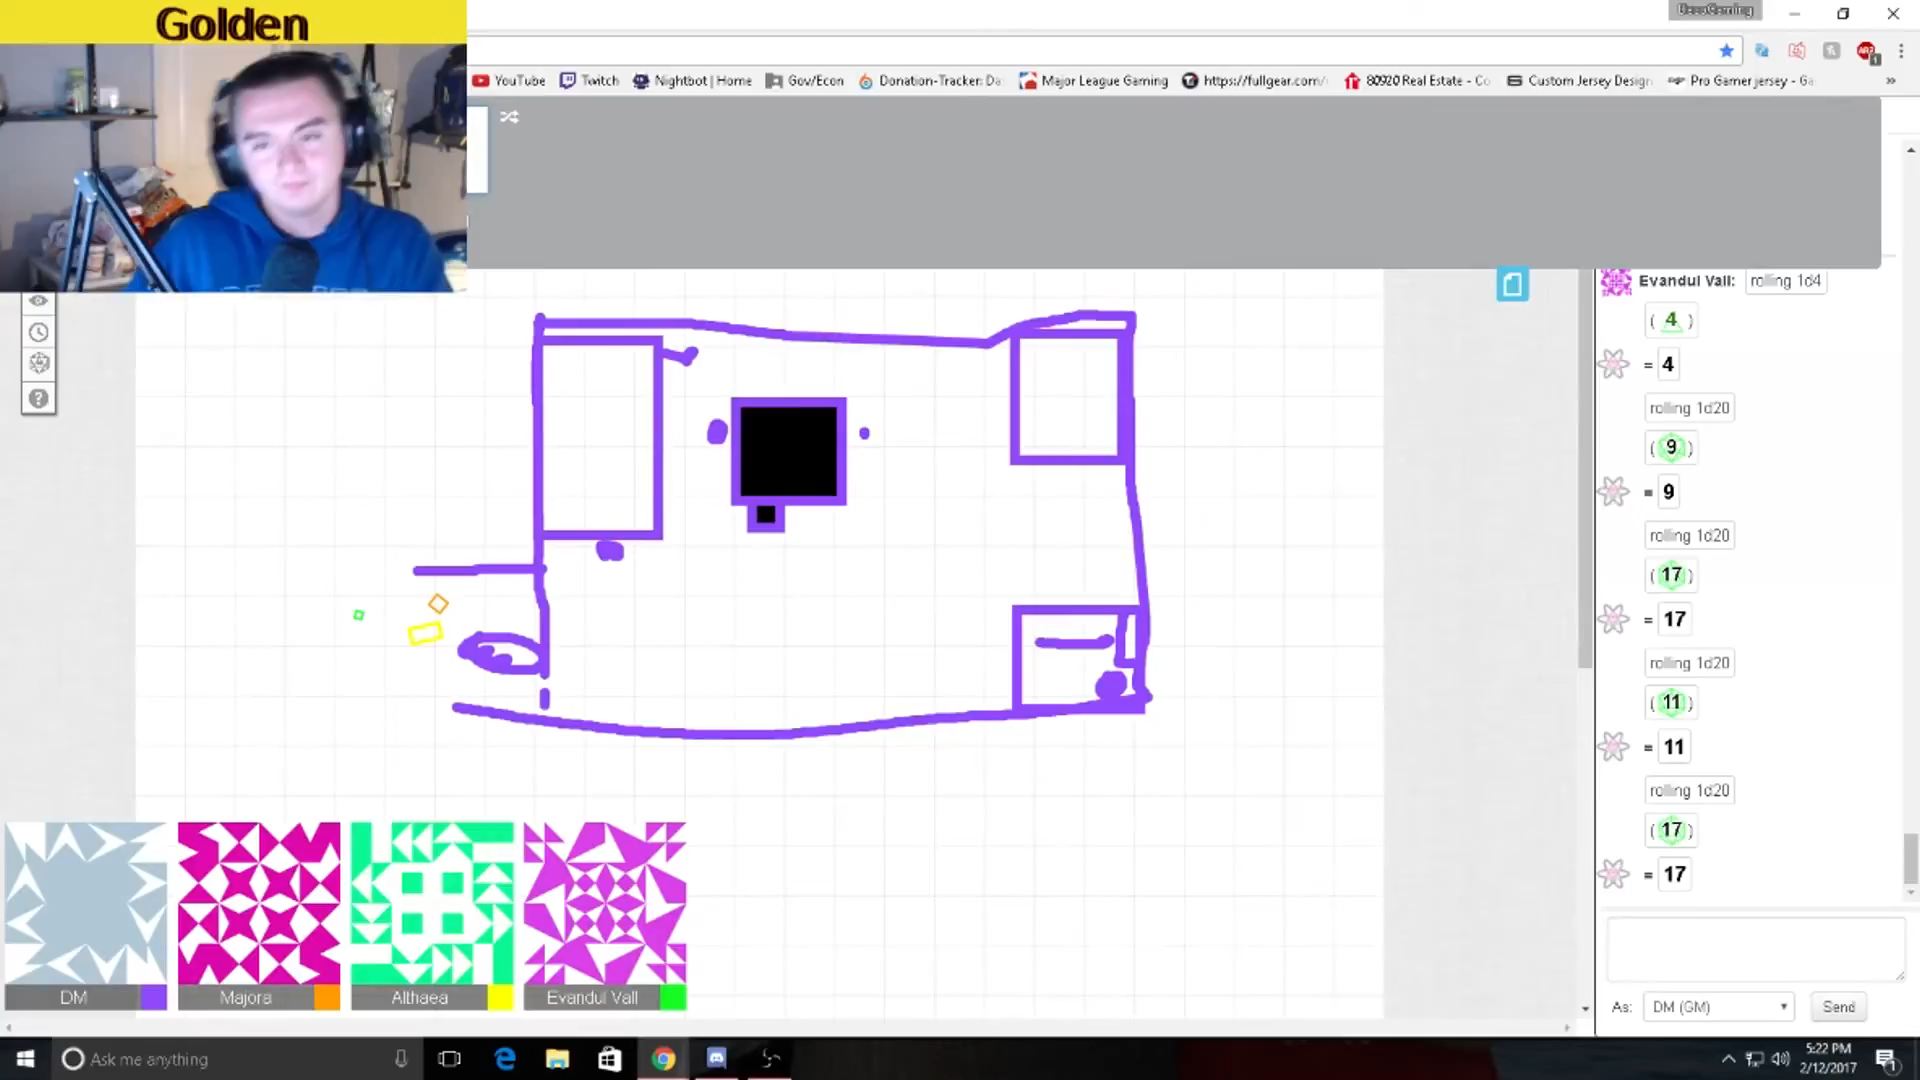 Golden
UeesGaming
YouTube
Twitch
Nightbot | Home
Gov/Econ
Donation-Tracker: Da
Major League Gaming
https://fullgear.com/
80920 Real Estate - Co
Custom Jersey Design
Pro Gamer jersey - Ga
»
Evandul Vall: rolling 1d4
( 4 )
= 4
rolling 1d20
( 9 )
= 9
rolling 1d20
( 17 )
= 17
rolling 1d20
( 11 )
= 11
rolling 1d20
( 17 )
= 17
DM
Majora
Althaea
Evandul Vall
As: DM (GM) Send
Ask me anything
5:22 PM
2/12/2017